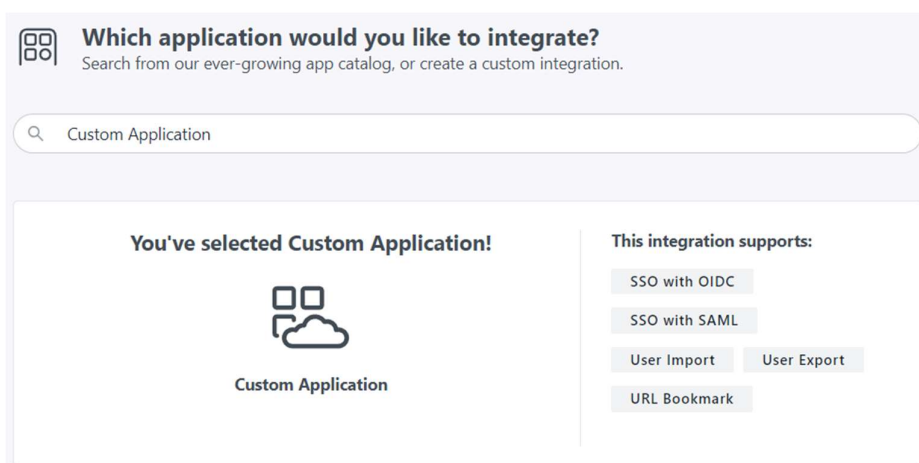 Which application would you like to integrate?
Search from our ever-growing app catalog, or create a custom integration.
Custom Application
You've selected Custom Application!
Custom Application
This integration supports:
SSO with OIDC
SSO with SAML
User Import User Export
URL Bookmark